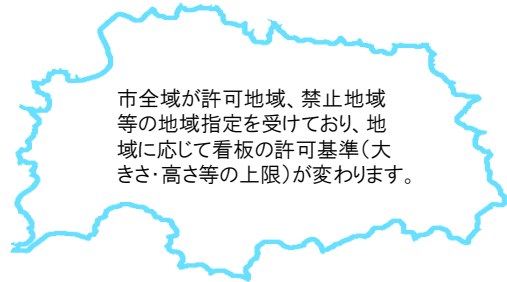 市全域が許可地域、禁止地域
等の地域指定を受けており、地
域に応じて看板の許可基準（大
きさ・高さ等の上限）が変わります。